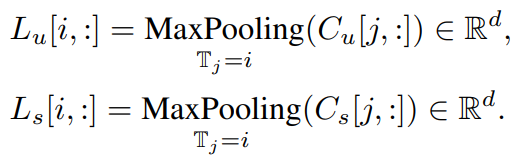 L_u[i,:] = MaxPooling(C_u[j,:]) ∈ ℝ^d,
𝕋_j=i
L_s[i,:] = MaxPooling(C_s[j,:]) ∈ ℝ^d.
𝕋_j=i